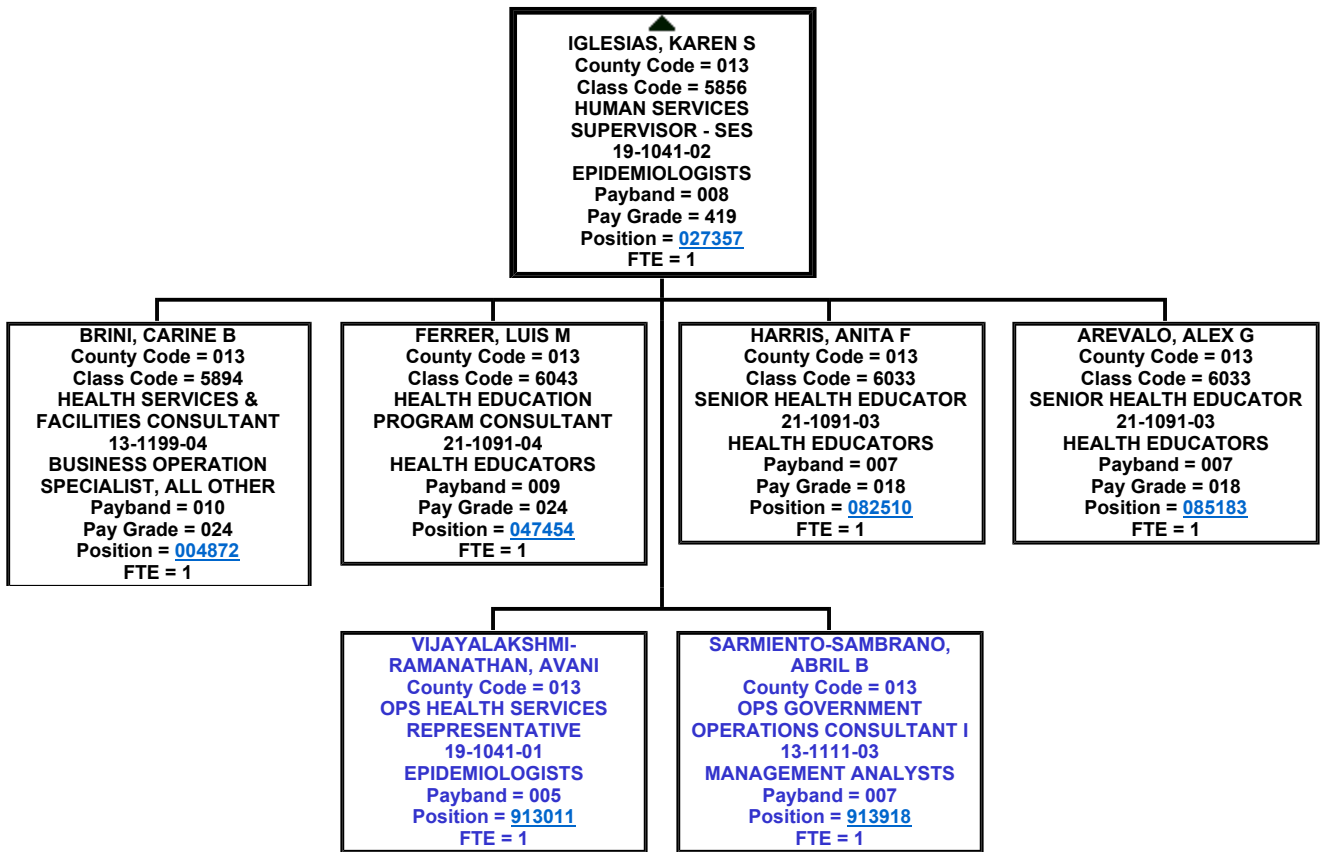 IGLESIAS, KAREN S
County Code = 013
Class Code = 5856
HUMAN SERVICES
SUPERVISOR - SES
19-1041-02
EPIDEMIOLOGISTS
Payband = 008
Pay Grade = 419
Position = 027357
FTE = 1
BRINI, CARINE B
County Code = 013
Class Code = 5894
HEALTH SERVICES &
FACILITIES CONSULTANT
13-1199-04
BUSINESS OPERATION
SPECIALIST, ALL OTHER
Payband = 010
Pay Grade = 024
Position = 004872
FTE = 1
FERRER, LUIS M
County Code = 013
Class Code = 6043
HEALTH EDUCATION
PROGRAM CONSULTANT
21-1091-04
HEALTH EDUCATORS
Payband = 009
Pay Grade = 024
Position = 047454
FTE = 1
HARRIS, ANITA F
County Code = 013
Class Code = 6033
SENIOR HEALTH EDUCATOR
21-1091-03
HEALTH EDUCATORS
Payband = 007
Pay Grade = 018
Position = 082510
FTE = 1
AREVALO, ALEX G
County Code = 013
Class Code = 6033
SENIOR HEALTH EDUCATOR
21-1091-03
HEALTH EDUCATORS
Payband = 007
Pay Grade = 018
Position = 085183
FTE = 1
VIJAYALAKSHMI-
RAMANATHAN, AVANI
County Code = 013
OPS HEALTH SERVICES
REPRESENTATIVE
19-1041-01
EPIDEMIOLOGISTS
Payband = 005
Position = 913011
FTE = 1
SARMIENTO-SAMBRANO,
ABRIL B
County Code = 013
OPS GOVERNMENT
OPERATIONS CONSULTANT I
13-1111-03
MANAGEMENT ANALYSTS
Payband = 007
Position = 913918
FTE = 1